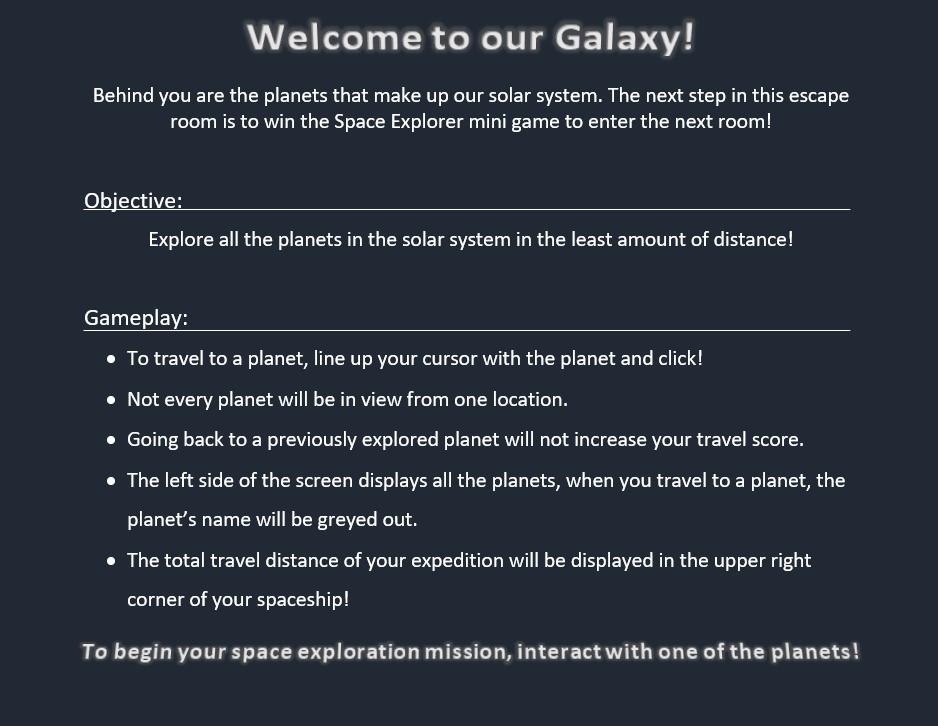 Welcome to our Galaxy!
Behind you are the planets that make up our solar system. The next step in this escape
room is to win the Space Explorer mini game to enter the next room!
Objective:
Explore all the planets in the solar system in the least amount of distance!
Gameplay:
• To travel to a planet, line up your cursor with the planet and click!
• Not every planet will be in view from one location.
• Going back to a previously explored planet will not increase your travel score.
• The left side of the screen displays all the planets, when you travel to a planet, the
planet’s name will be greyed out.
• The total travel distance of your expedition will be displayed in the upper right
corner of your spaceship!
To begin your space exploration mission, interact with one of the planets!